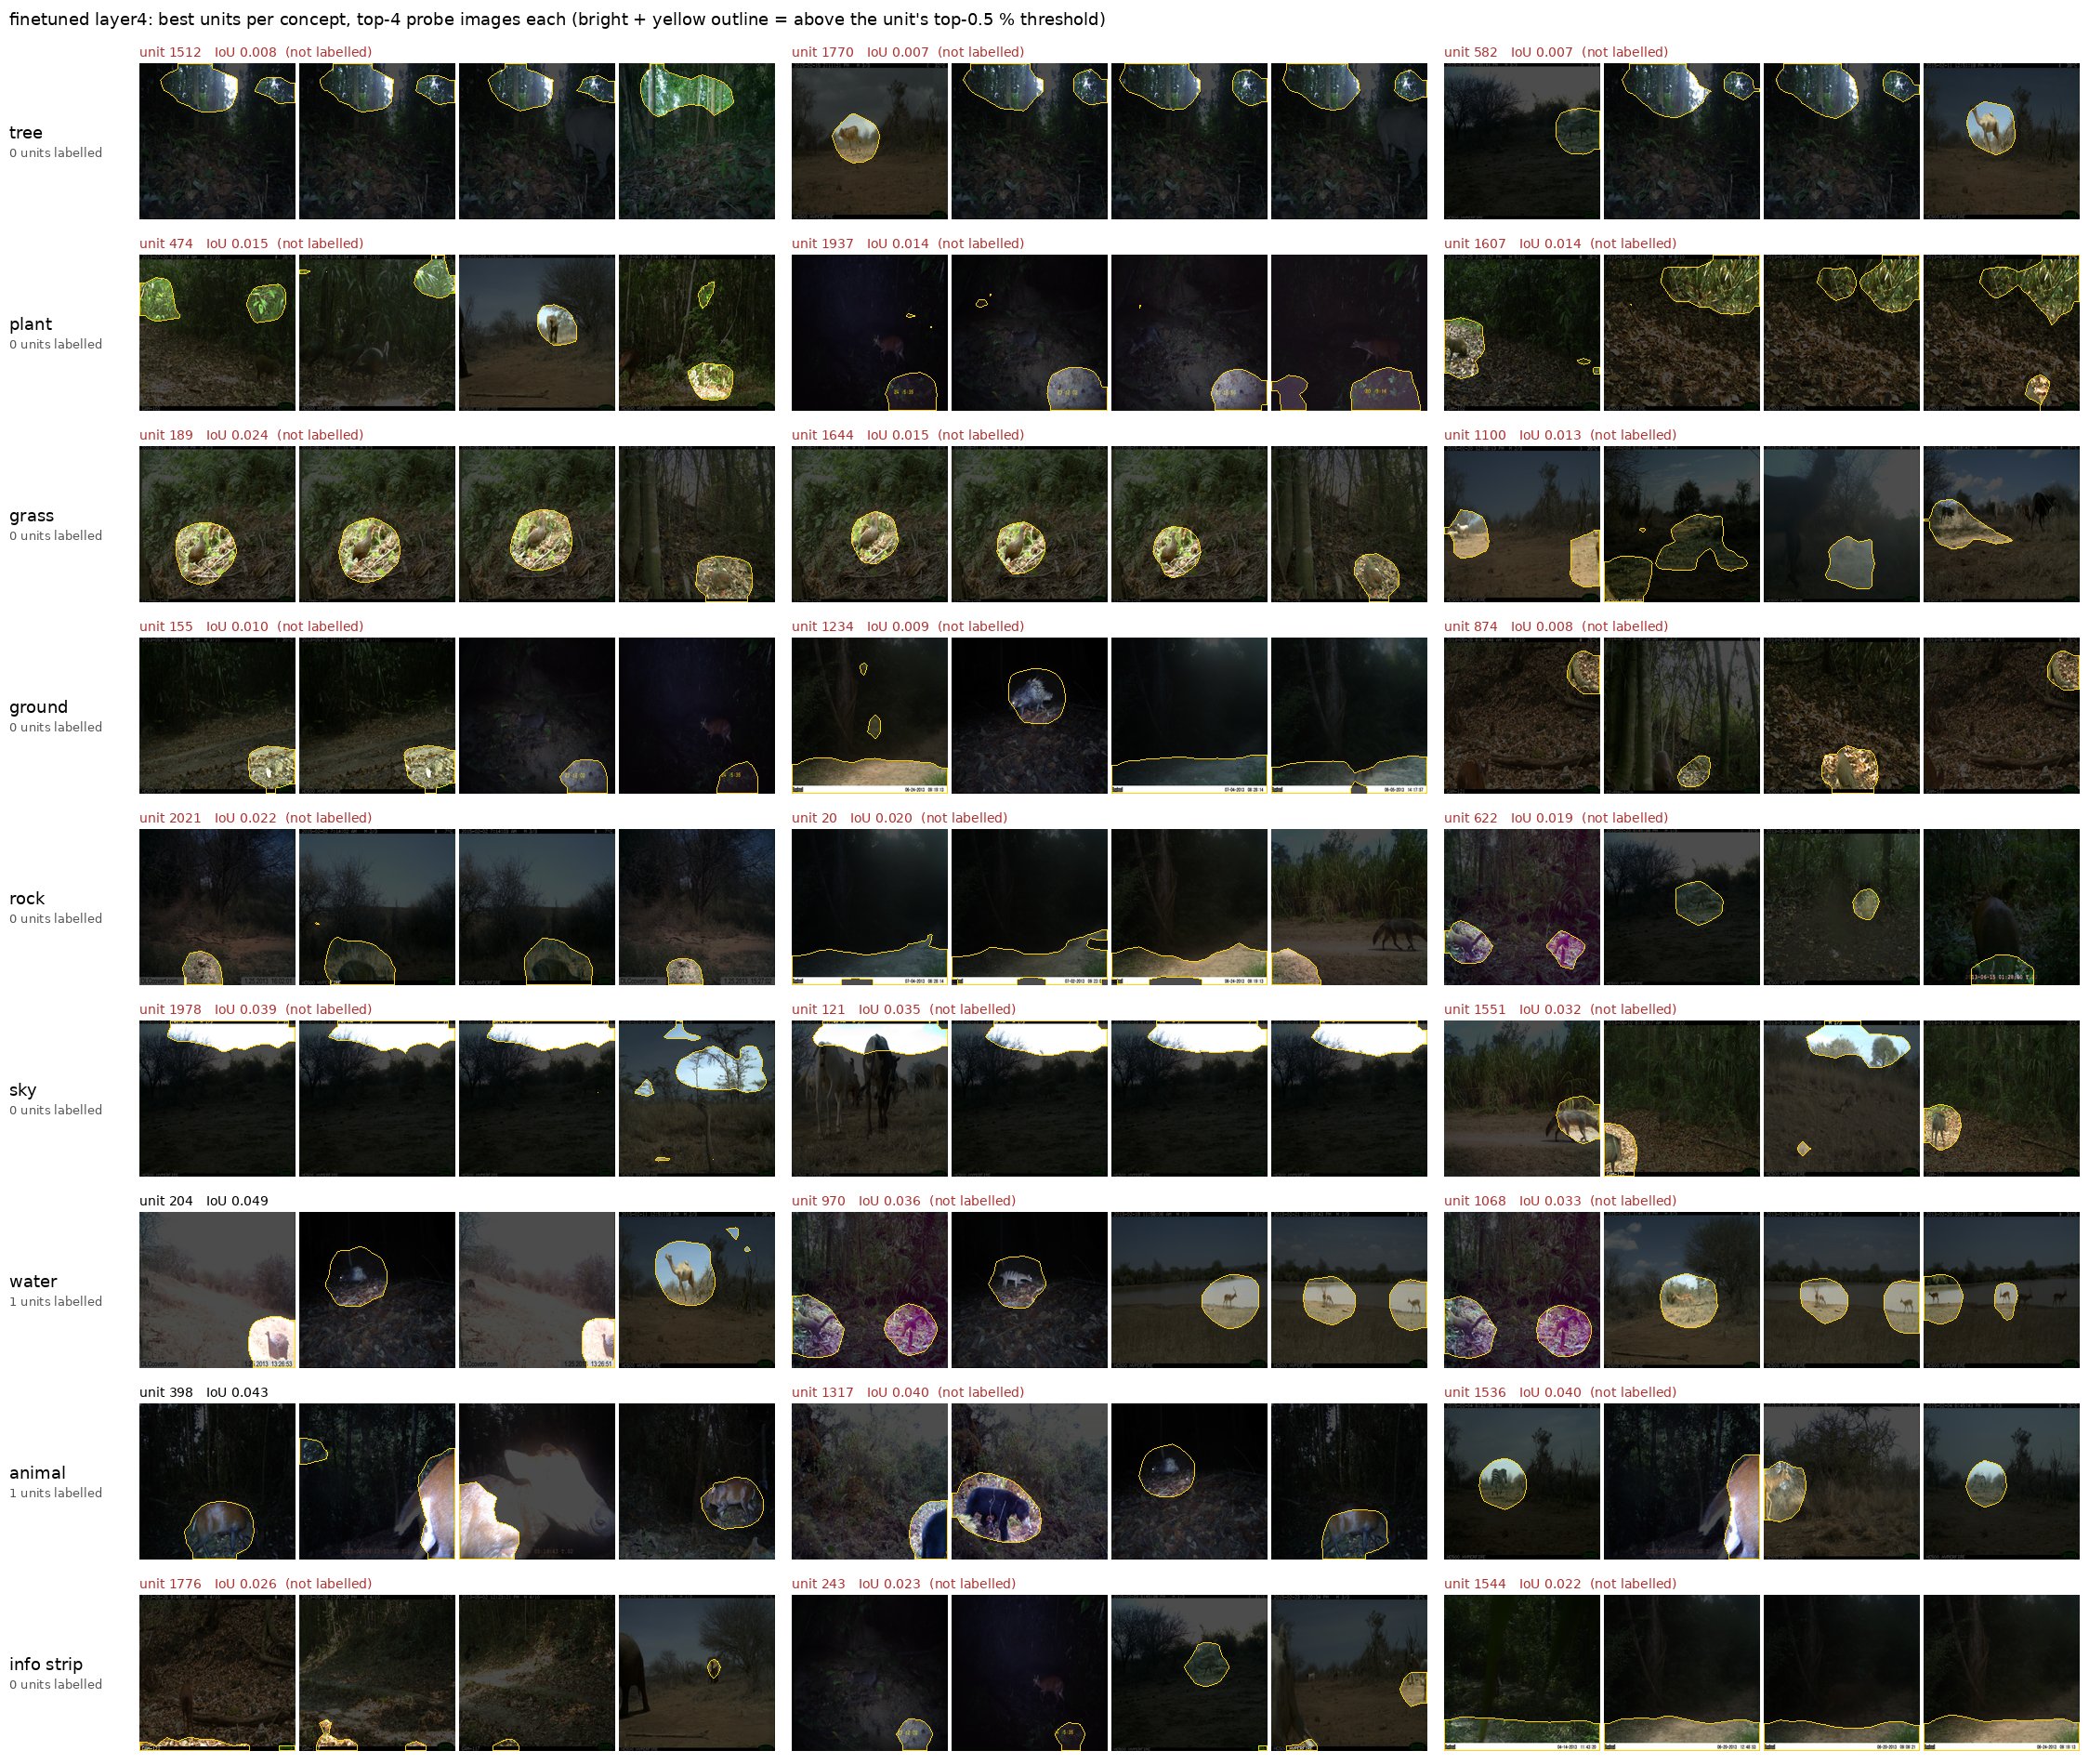 finetuned layer4: best units per concept, top-4 probe images each (bright + yellow outline = above the unit's top-0.5 % threshold)
unit 1512 IoU 0.008 (not labelled)
unit 1770 IoU 0.007 (not labelled)
unit 582 IoU 0.007 (not labelled)
tree
0 units labelled
unit 474 IoU 0.015 (not labelled)
unit 1937 IoU 0.014 (not labelled)
unit 1607 IoU 0.014 (not labelled)
plant
0 units labelled
unit 189 IoU 0.024 (not labelled)
unit 1644 IoU 0.015 (not labelled)
unit 1100 IoU 0.013 (not labelled)
grass
0 units labelled
unit 155 IoU 0.010 (not labelled)
unit 1234 IoU 0.009 (not labelled)
unit 874 IoU 0.008 (not labelled)
ground
0 units labelled
unit 2021 IoU 0.022 (not labelled)
unit 20 IoU 0.020 (not labelled)
unit 622 IoU 0.019 (not labelled)
rock
0 units labelled
unit 1978 IoU 0.039 (not labelled)
unit 121 IoU 0.035 (not labelled)
unit 1551 IoU 0.032 (not labelled)
sky
0 units labelled
unit 204 IoU 0.049
unit 970 IoU 0.036 (not labelled)
unit 1068 IoU 0.033 (not labelled)
water
1 units labelled
unit 398 IoU 0.043
unit 1317 IoU 0.040 (not labelled)
unit 1536 IoU 0.040 (not labelled)
animal
1 units labelled
unit 1776 IoU 0.026 (not labelled)
unit 243 IoU 0.023 (not labelled)
unit 1544 IoU 0.022 (not labelled)
info strip
0 units labelled